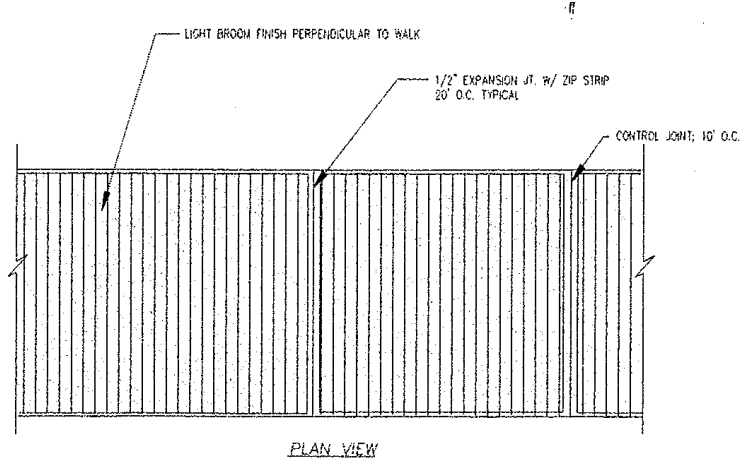 LIGHT BROOM FINISH PERPENDICULAR TO WALK
1/2" EXPANSION JT. W/ ZIP STRIP
20' O.C. TYPICAL
CONTROL JOINT; 10' O.C.
PLAN VIEW